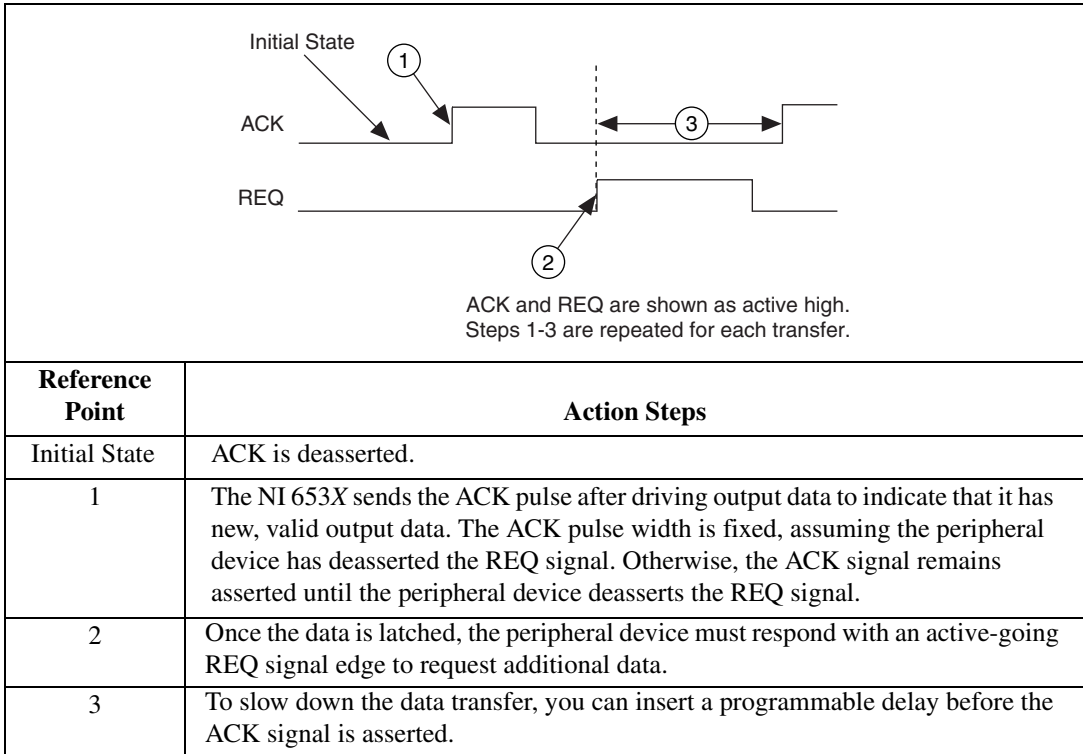 Initial State
1
ACK
3
REQ
2
ACK and REQ are shown as active high.
Steps 1-3 are repeated for each transfer.
Reference
Point
Action Steps
Initial State
ACK is deasserted.
1
The NI 653X sends the ACK pulse after driving output data to indicate that it has
new, valid output data. The ACK pulse width is fixed, assuming the peripheral
device has deasserted the REQ signal. Otherwise, the ACK signal remains
asserted until the peripheral device deasserts the REQ signal.
2
Once the data is latched, the peripheral device must respond with an active-going
REQ signal edge to request additional data.
3
To slow down the data transfer, you can insert a programmable delay before the
ACK signal is asserted.